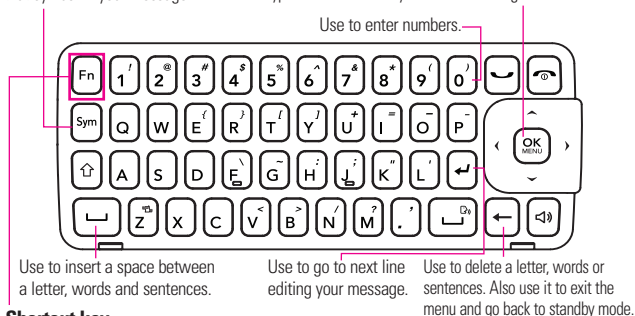 Use to enter numbers.
Fn 1 ! 2 @ 3 # 4 $ 5 % 6 ^ 7 & 8 * 9 ( 0 )
Sym Q W E { R } T [ Y ] U + I = O _ P -
OK
MENU
A S D F \ G ~ H : J ; K " L '
Z X C V < B > N / M ? . ,
Use to insert a space between
a letter, words and sentences.
Use to go to next line
editing your message.
Use to delete a letter, words or
sentences. Also use it to exit the
menu and go back to standby mode.